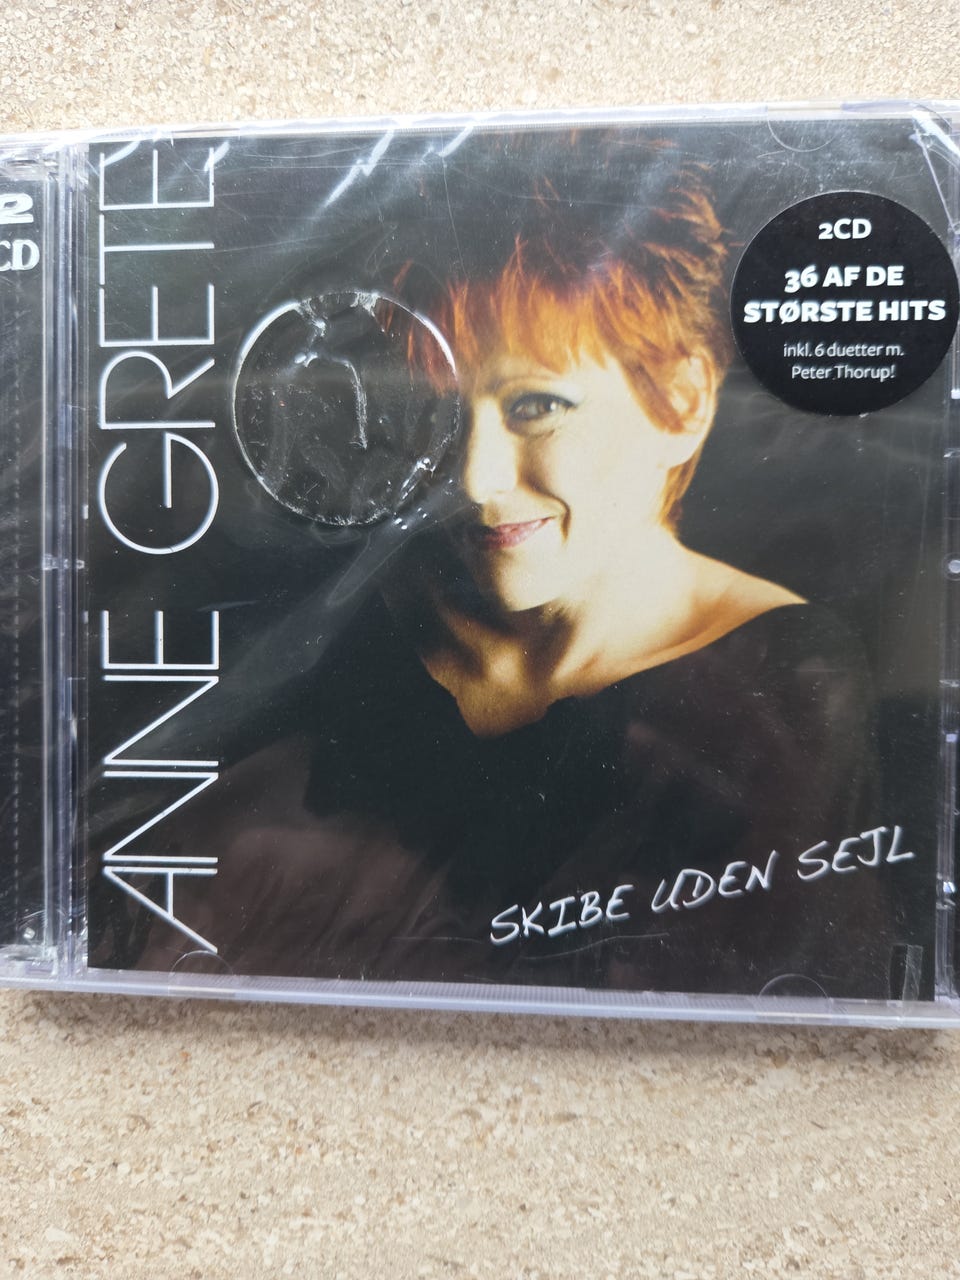 2
CD
ANNE GRETE
2CD
36 AF DE
STØRSTE HITS
inkl. 6 duetter m.
Peter Thorup!
SKIBE UDEN SEJL